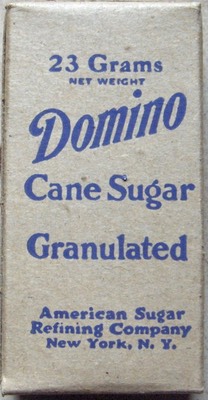 23 Grams
NET WEIGHT
Domino
Cane Sugar
Granulated
American Sugar
Refining Company
New York, N. Y.